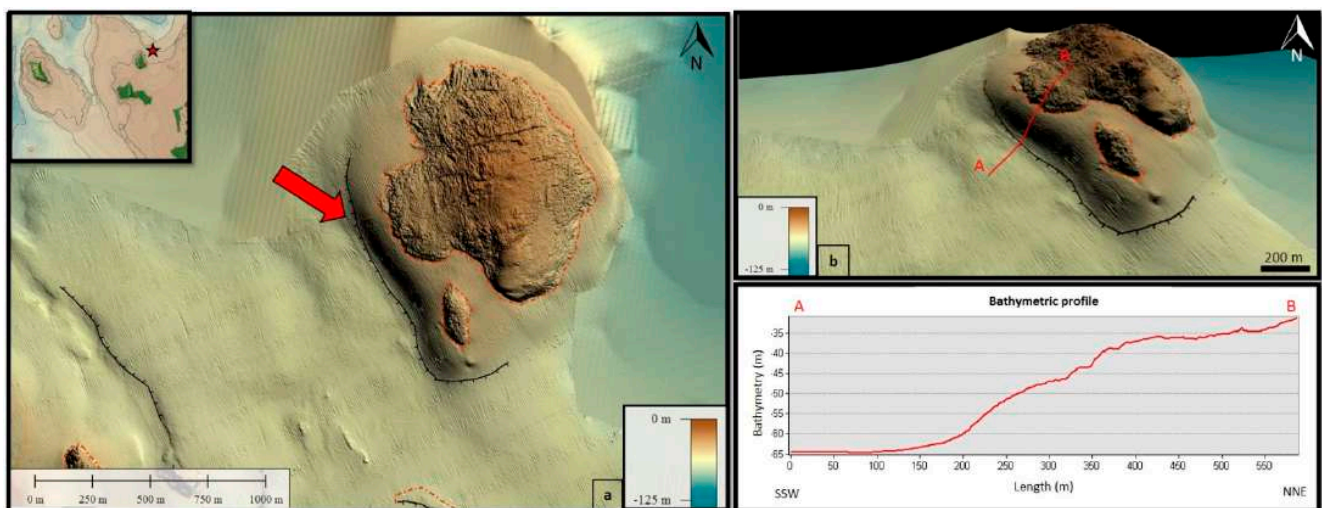 N
0 m
-125 m
0 m 250 m 500 m 750 m 1000 m
a
N
B
A
0 m
-125 m
b
200 m
A Bathymetric profile B
Bathymetry (m)
-35
-40
-45
-50
-55
-60
-65
0 50 100 150 200 250 300 350 400 450 500 550
Length (m)
SSW NNE